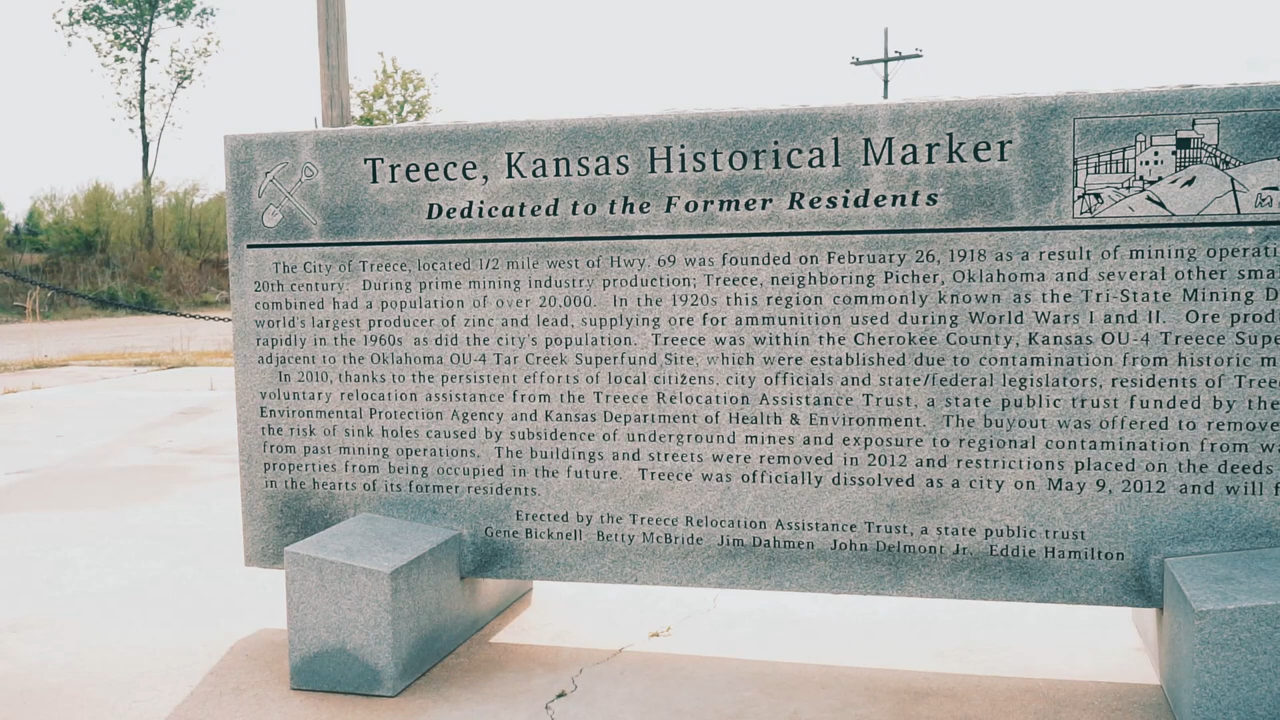 Treece, Kansas Historical Marker
Dedicated to the Former Residents
The City of Treece, located 1/2 mile west of Hwy. 69 was founded on February 26, 1918 as a result of mining operati
20th century. During prime mining industry production; Treece, neighboring Picher, Oklahoma and several other sma
combined had a population of over 20,000. In the 1920s this region commonly known as the Tri-State Mining D
world's largest producer of zinc and lead, supplying ore for ammunition used during World Wars I and II. Ore prod
rapidly in the 1960s as did the city's population. Treece was within the Cherokee County, Kansas OU-4 Treece Supe
adjacent to the Oklahoma OU-4 Tar Creek Superfund Site, which were established due to contamination from historic m
In 2010, thanks to the persistent efforts of local citizens, city officials and state/federal legislators, residents of Tree
voluntary relocation assistance from the Treece Relocation Assistance Trust, a state public trust funded by the
Environmental Protection Agency and Kansas Department of Health & Environment. The buyout was offered to remove
the risk of sink holes caused by subsidence of underground mines and exposure to regional contamination from wa
from past mining operations. The buildings and streets were removed in 2012 and restrictions placed on the deeds
properties from being occupied in the future. Treece was officially dissolved as a city on May 9, 2012 and will f
in the hearts of its former residents.
Erected by the Treece Relocation Assistance Trust, a state public trust
Gene Bicknell Betty McBride Jim Dahmen John Delmont Jr. Eddie Hamilton